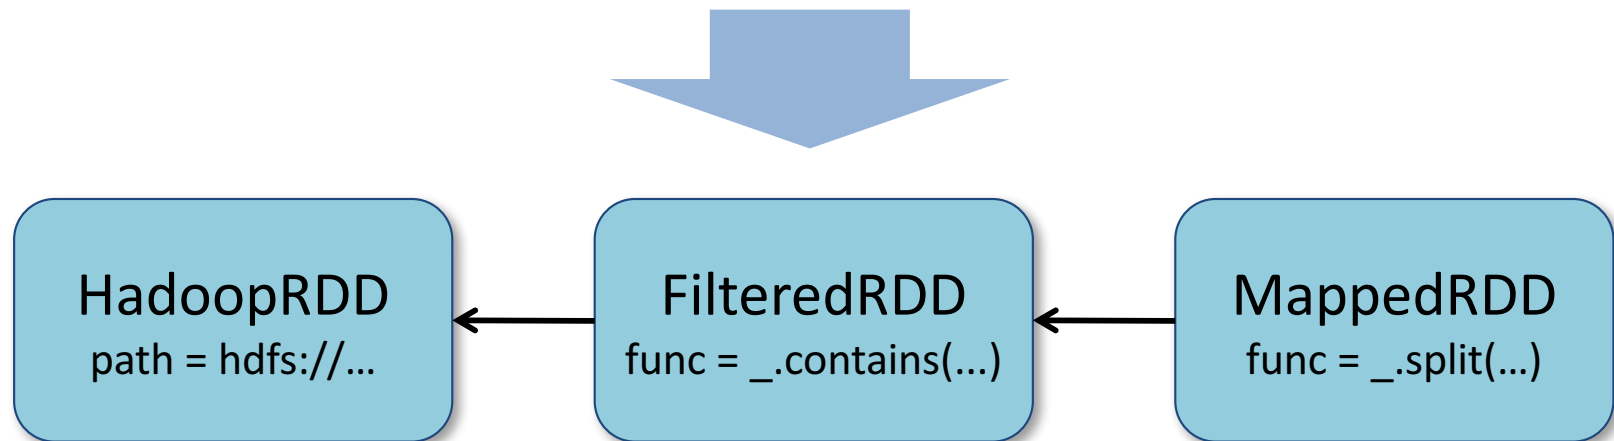 HadoopRDD
path = hdfs://…
FilteredRDD
func = _.contains(...)
MappedRDD
func = _.split(…)